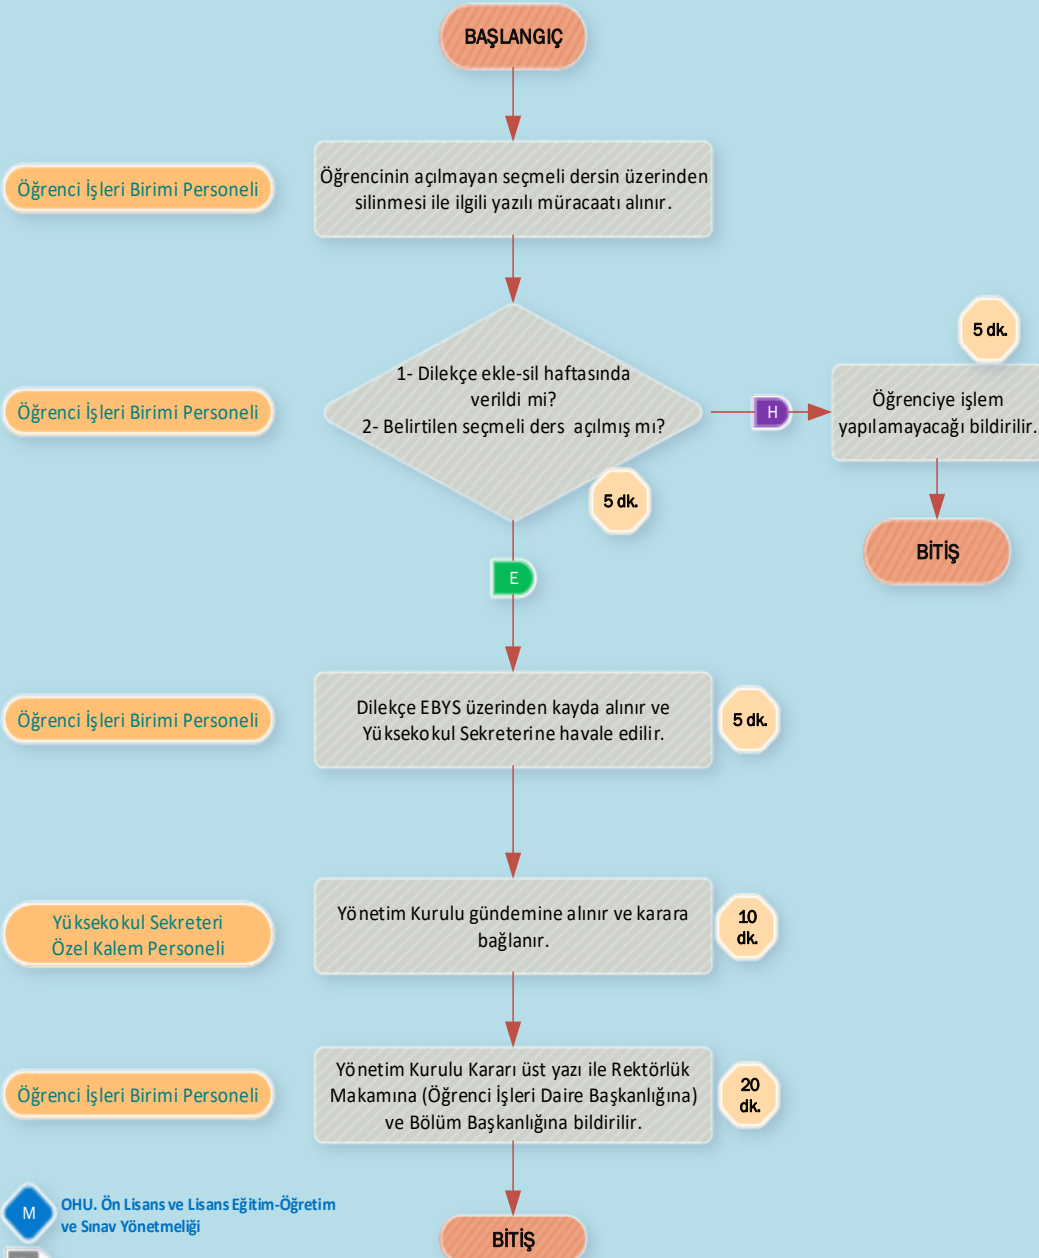 BAŞLANGIÇ
Öğrenci İşleri Birimi Personeli
Öğrencinin açılmayan seçmeli dersin üzerinden
silinmesi ile ilgili yazılı müracaatı alınır.
Öğrenci İşleri Birimi Personeli
1- Dilekçe ekle-sil haftasında
verildi mi?
2- Belirtilen seçmeli ders açılmış mı?
5 dk.
H
5 dk.
Öğrenciye işlem
yapılamayacağı bildirilir.
BİTİŞ
E
Öğrenci İşleri Birimi Personeli
Dilekçe EBYS üzerinden kayda alınır ve
Yüksekokul Sekreterine havale edilir.
5 dk.
Yüksekokul Sekreteri
Özel Kalem Personeli
Yönetim Kurulu gündemine alınır ve karara
bağlanır.
10
dk.
Öğrenci İşleri Birimi Personeli
Yönetim Kurulu Kararı üst yazı ile Rektörlük
Makamına (Öğrenci İşleri Daire Başkanlığına)
ve Bölüm Başkanlığına bildirilir.
20
dk.
M
OHU. Ön Lisans ve Lisans Eğitim-Öğretim
ve Sınav Yönetmeliği
BİTİŞ